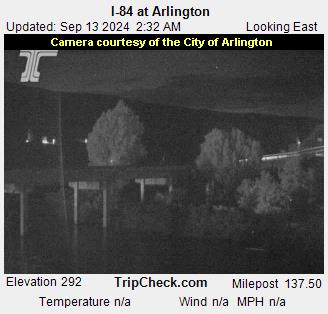 I-84 at Arlington
Updated: Sep 13 2024 2:32 AM Looking East
Camera courtesy of the City of Arlington
Elevation 292 TripCheck.com Milepost 137.50
Temperature n/a Wind n/a MPH n/a